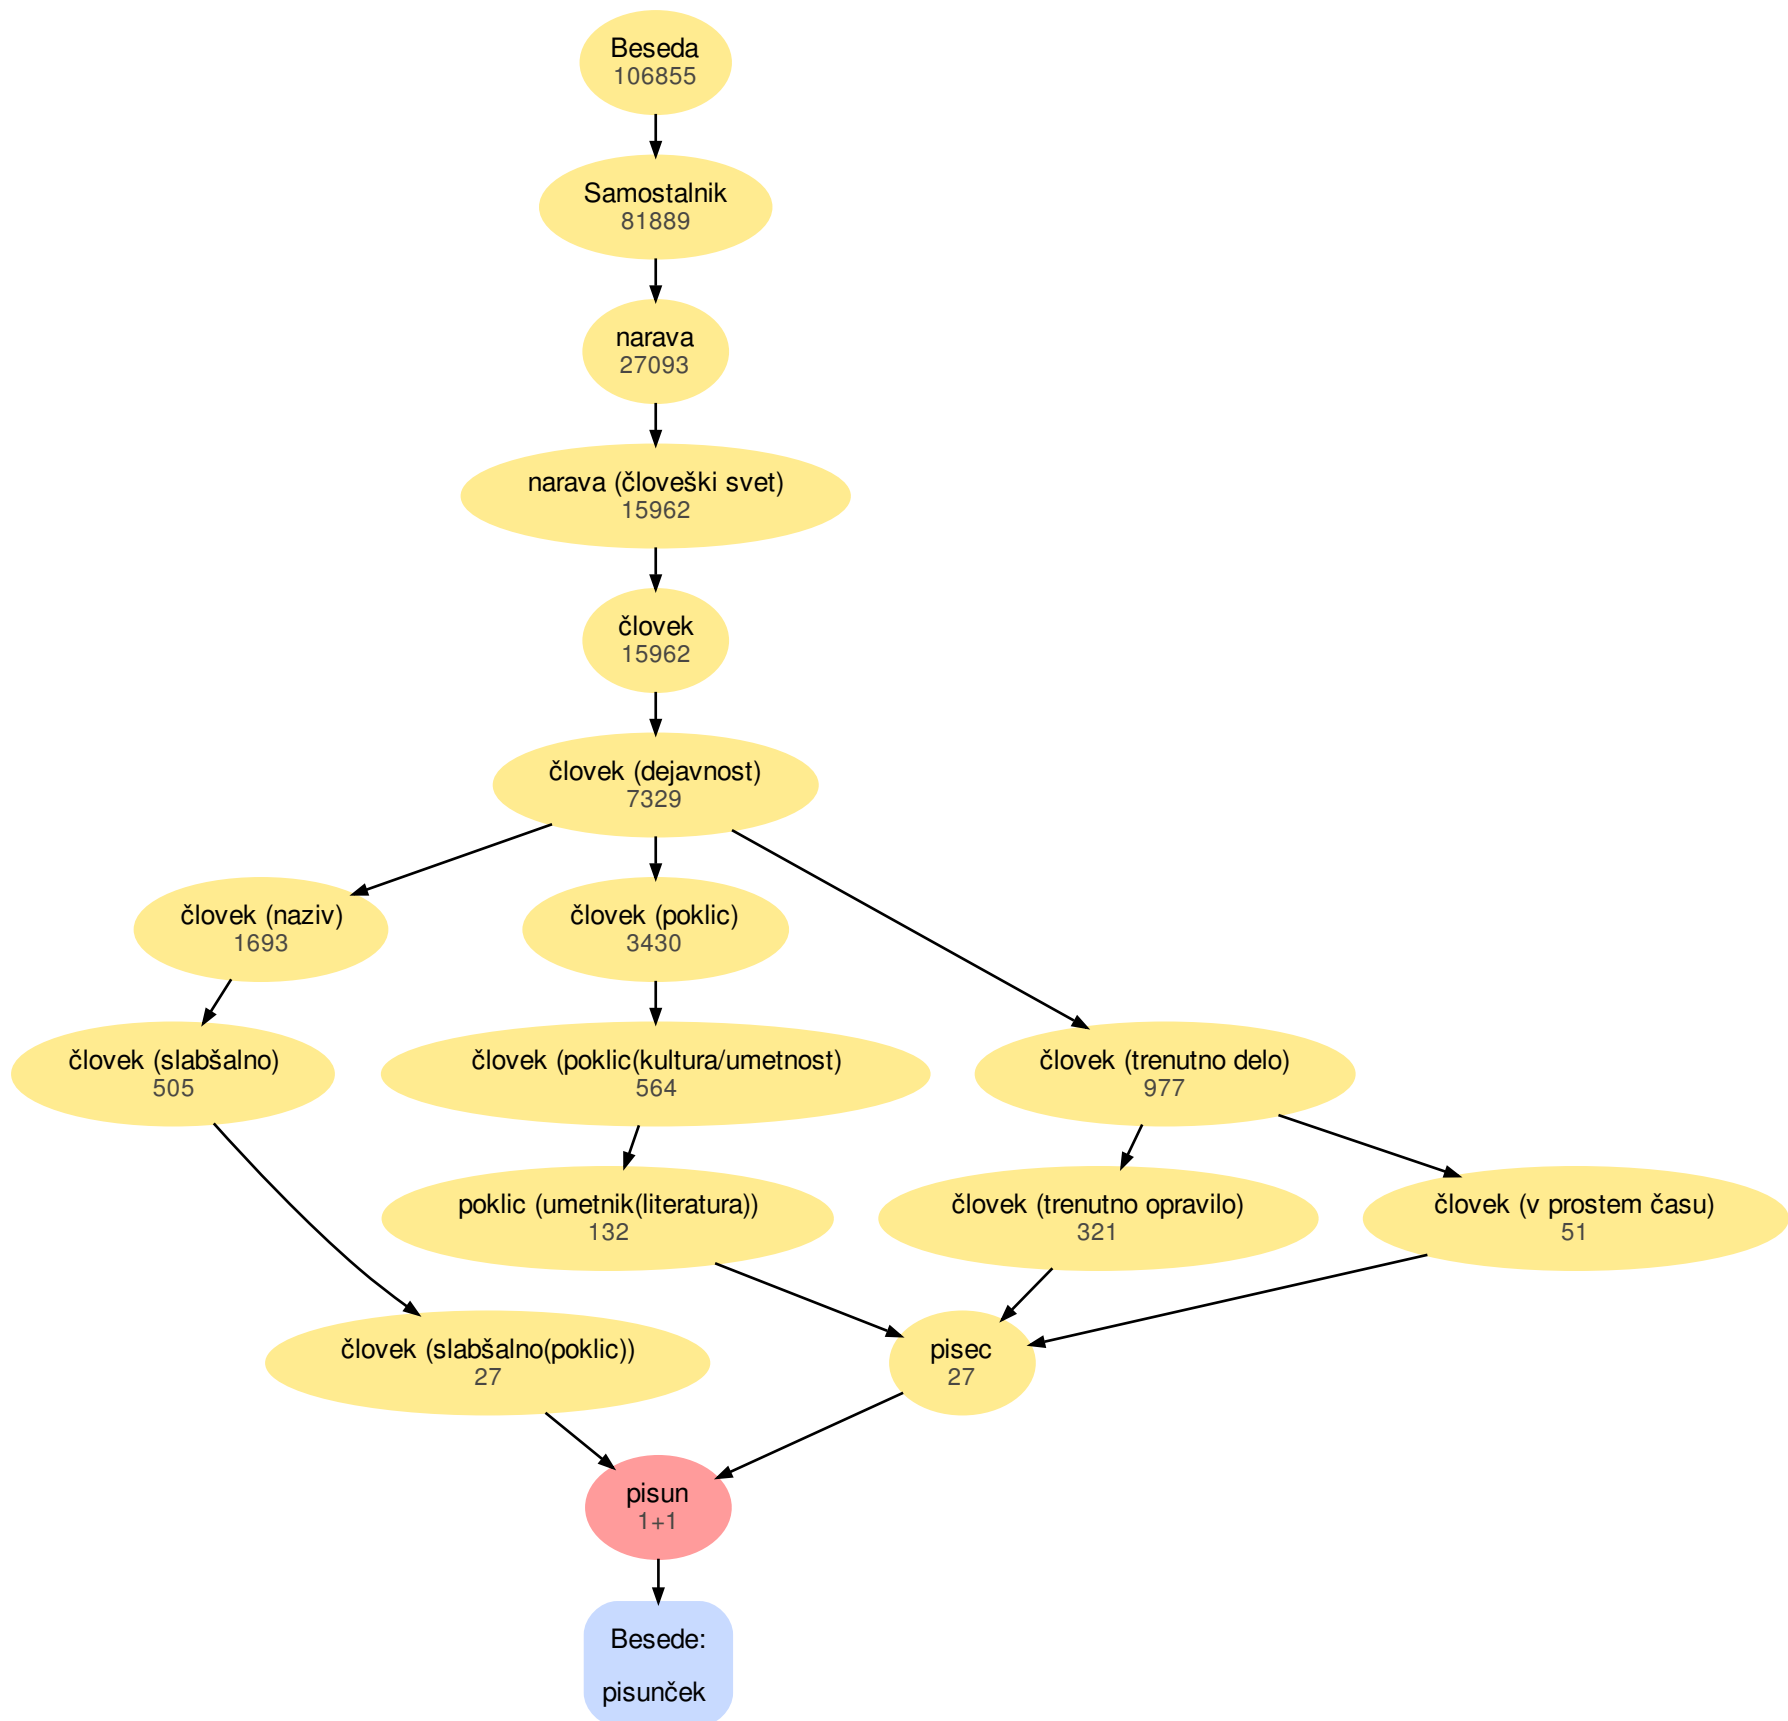 Beseda
106855
Samostalnik
81889
narava
27093
narava (človeški svet)
15962
človek
15962
človek (dejavnost)
7329
človek (naziv)
1693
človek (poklic)
3430
človek (slabšalno)
505
človek (poklic(kultura/umetnost)
564
človek (trenutno delo)
977
poklic (umetnik(literatura))
132
človek (trenutno opravilo)
321
človek (v prostem času)
51
človek (slabšalno(poklic))
27
pisec
27
pisun
1+1
Besede:
pisunček